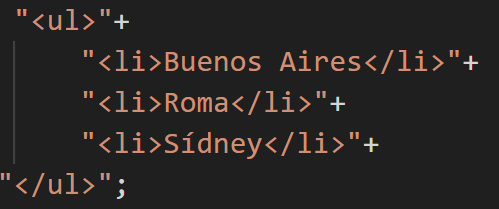 "<ul>"+
"<li>Buenos Aires</li>"+
"<li>Roma</li>"+
"<li>Sídney</li>"+
"</ul>";